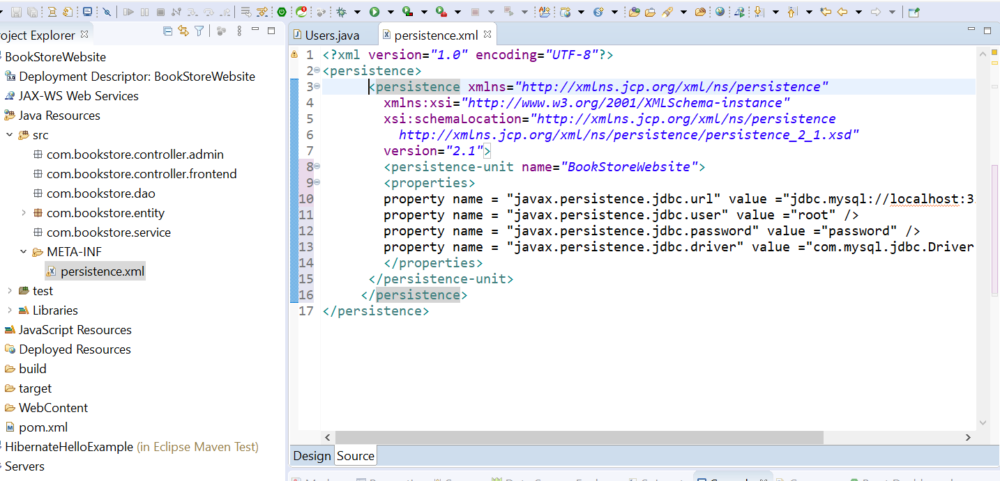 roject Explorer
BookStoreWebsite
Deployment Descriptor: BookStoreWebsite
JAX-WS Web Services
Java Resources
src
com.bookstore.controller.admin
com.bookstore.controller.frontend
com.bookstore.dao
com.bookstore.entity
com.bookstore.service
META-INF
persistence.xml
test
Libraries
JavaScript Resources
Deployed Resources
build
target
WebContent
pom.xml
HibernateHelloExample (in Eclipse Maven Test)
Servers
Users.java
persistence.xml
1 <?xml version="1.0" encoding="UTF-8"?>
2 <persistence>
3 <persistence xmlns="http://xmlns.jcp.org/xml/ns/persistence"
4 xmlns:xsi="http://www.w3.org/2001/XMLSchema-instance"
5 xsi:schemaLocation="http://xmlns.jcp.org/xml/ns/persistence
6 http://xmlns.jcp.org/xml/ns/persistence/persistence_2_1.xsd"
7 version="2.1">
8 <persistence-unit name="BookStoreWebsite">
9 <properties>
10 property name = "javax.persistence.jdbc.url" value ="jdbc.mysql://localhost:3
11 property name = "javax.persistence.jdbc.user" value ="root" />
12 property name = "javax.persistence.jdbc.password" value ="password" />
13 property name = "javax.persistence.jdbc.driver" value ="com.mysql.jdbc.Driver
14 </properties>
15 </persistence-unit>
16 </persistence>
17 </persistence>
Design Source